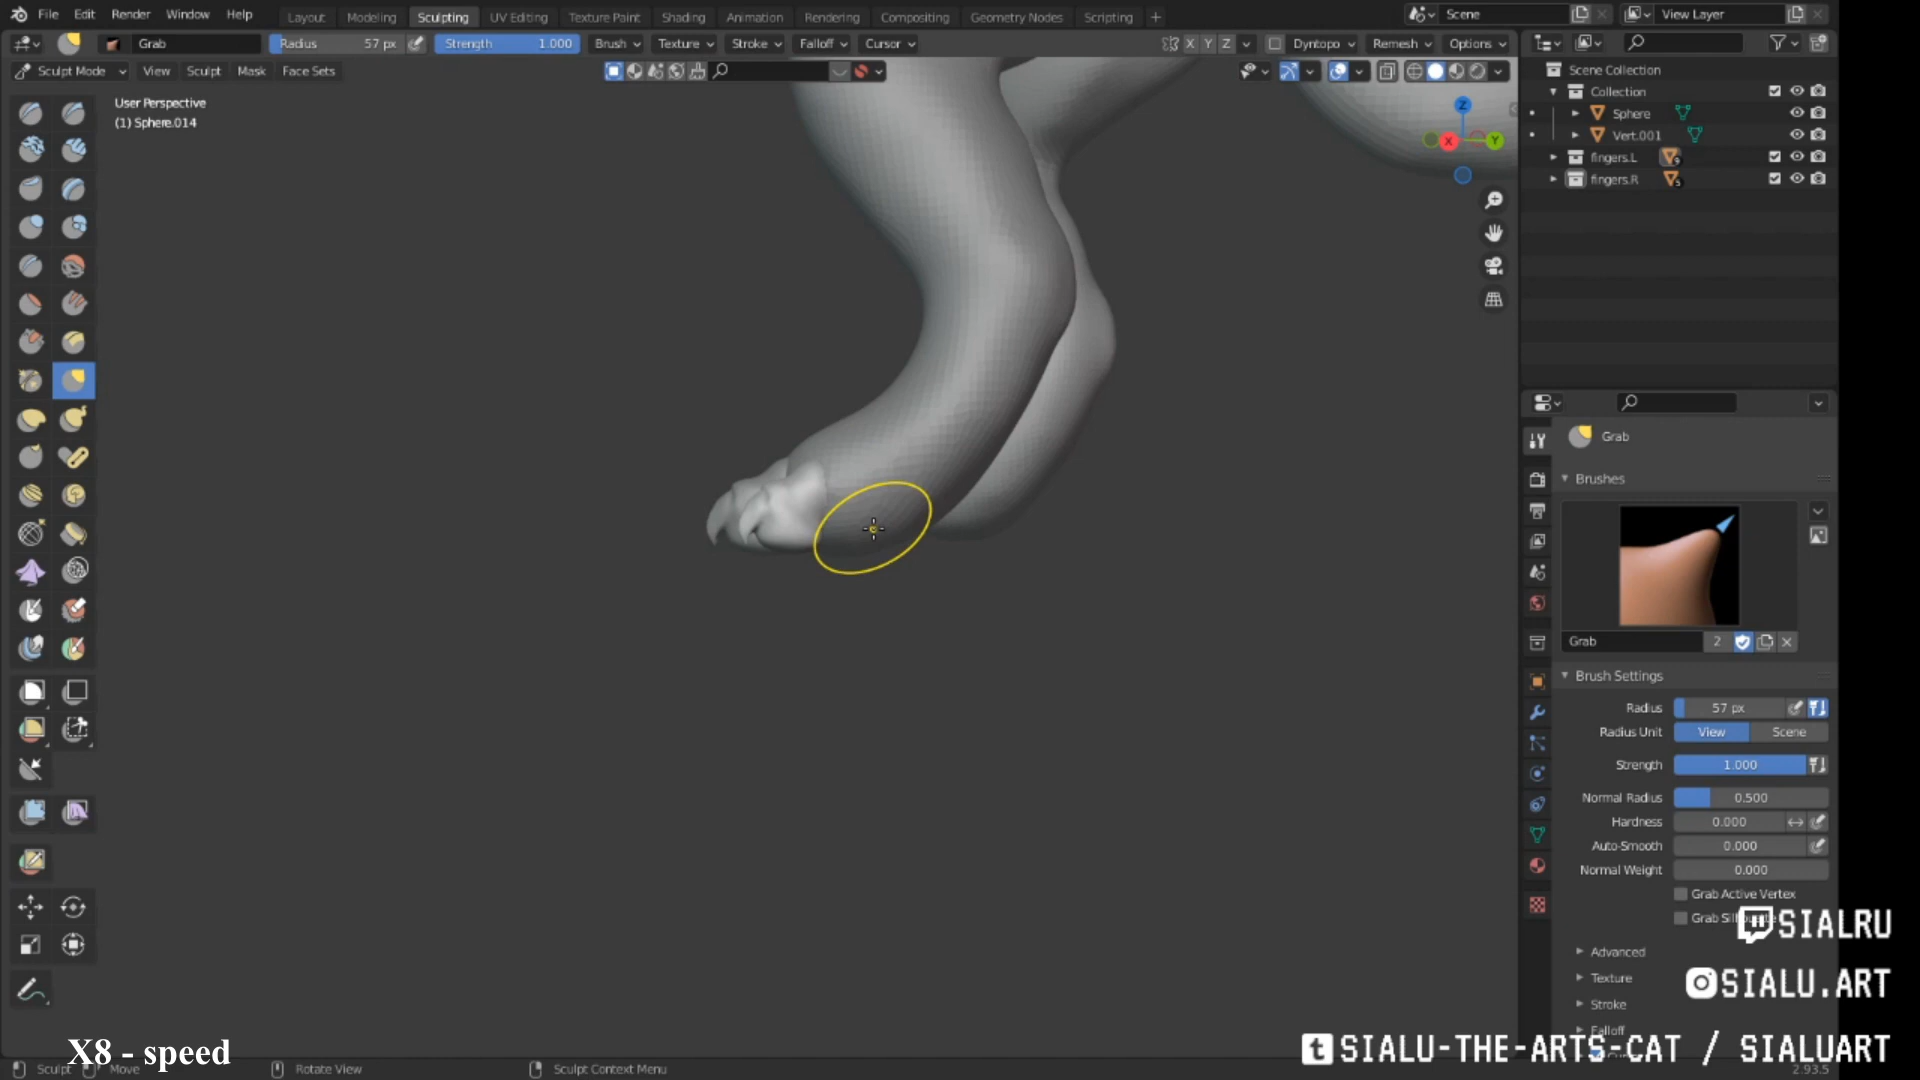 File Edit Render Window Help Layout Modeling Sculpting UV Editing Texture Paint Shading Animation Rendering Compositing Geometry Nodes Scripting + Scene View Layer
Grab Radius 57 px Strength 1.000 Brush Texture Stroke Falloff Cursor X Y Z Dyntopo Remesh Options
Sculpt Mode View Sculpt Mask Face Sets
User Perspective
(1) Sphere.014
Z
X Y
Scene Collection
Collection
Sphere
Vert.001
fingers.L
fingers.R
Grab
Brushes
Grab 2
Brush Settings
Radius 57 px
Radius Unit View Scene
Strength 1.000
Normal Radius 0.500
Hardness 0.000
Auto-Smooth 0.000
Normal Weight 0.000
Grab Active Vertex
SIALRU
Advanced
Texture
SIALU.ART
Stroke
Falloff
X8 - speed
SIALU-THE-ARTS-CAT / SIALUART
Sculpt Move Rotate View Sculpt Context Menu 2.93.5